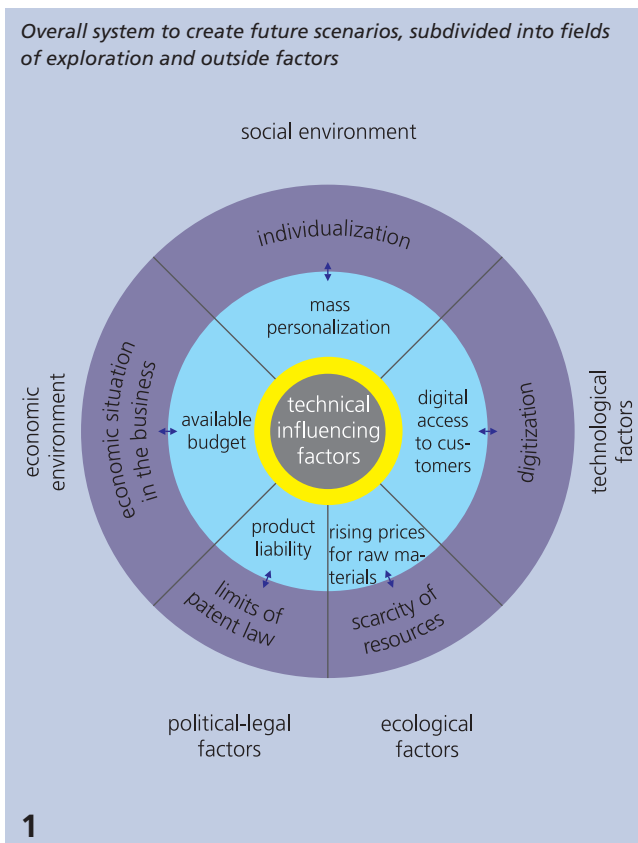 Overall system to create future scenarios, subdivided into fields
of exploration and outside factors
social environment
individualization
mass
personalization
economic
environment
economic situation
in the business
available
budget
technical
influencing
factors
digital
access
to cus-
tomers
digitization
technological
factors
product
liability
rising prices
for raw ma-
terials
limits of
patent law
scarcity of
resources
political-legal
factors
ecological
factors
1